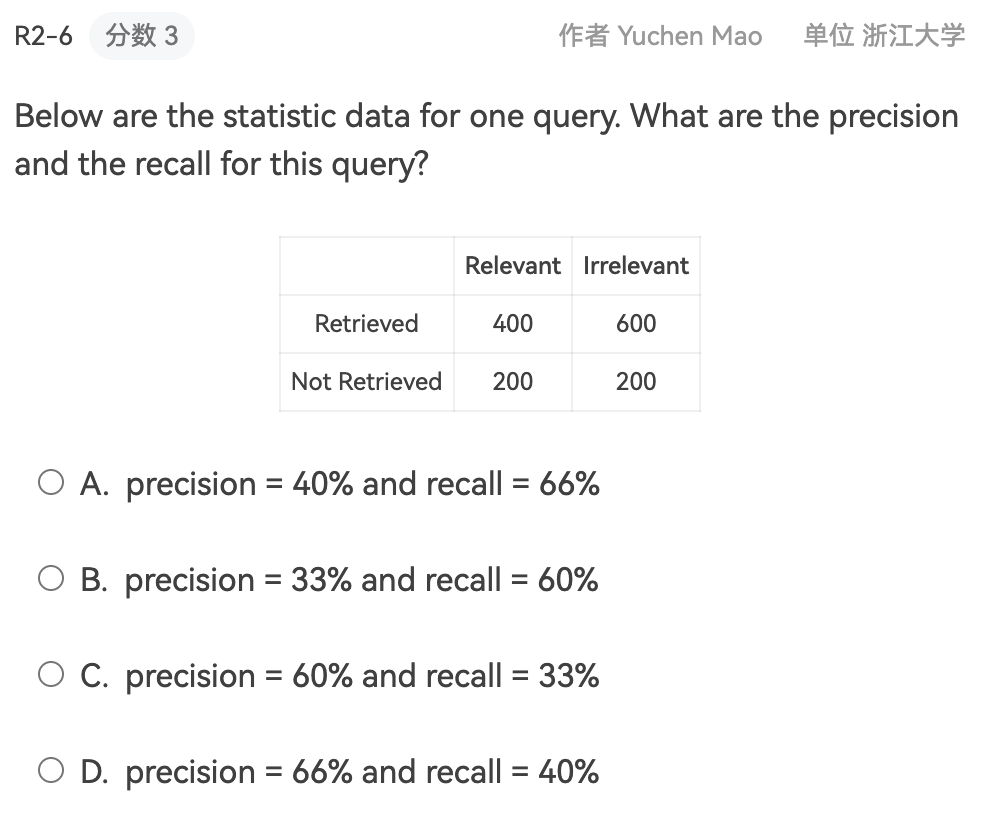 R2-6 分数 3 作者 Yuchen Mao 单位 浙江大学
Below are the statistic data for one query. What are the precision
and the recall for this query?
Relevant Irrelevant
Retrieved 400 600
Not Retrieved 200 200
A. precision = 40% and recall = 66%
B. precision = 33% and recall = 60%
C. precision = 60% and recall = 33%
D. precision = 66% and recall = 40%